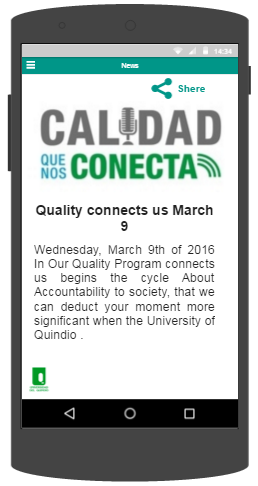 14:34
News
Shere
CALIDAD
QUE
NOS
CONECTA
Quality connects us March
9
Wednesday, March 9th of 2016
In Our Quality Program connects
us begins the cycle About
Accountability to society, that we
can deduct your moment more
significant when the University of
Quindio .